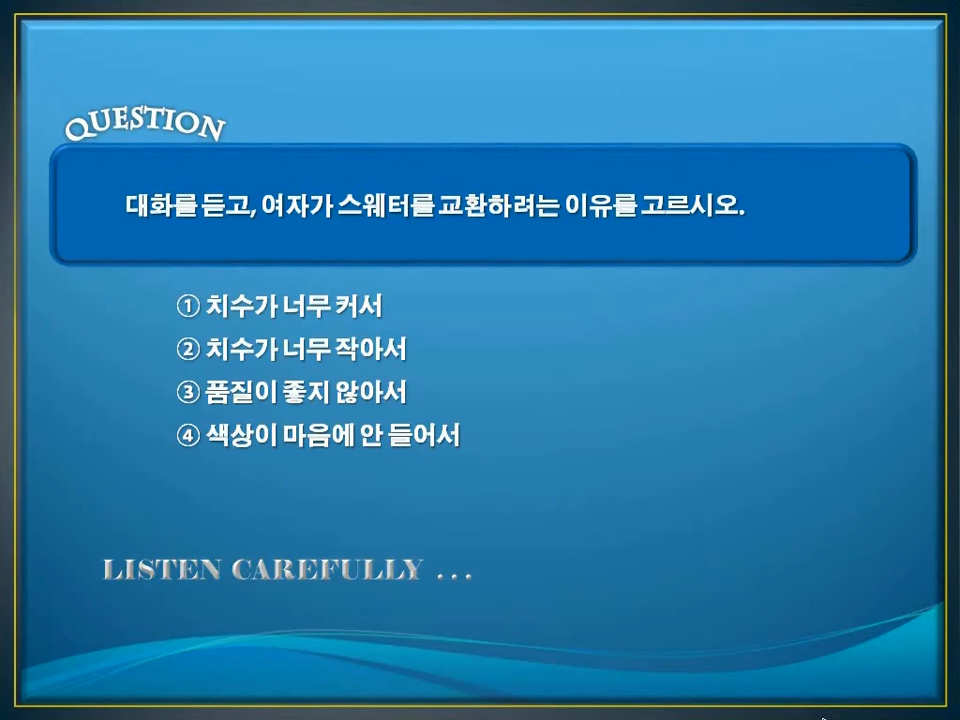 QUESTION
대화를 듣고, 여자가 스웨터를 교환하려는 이유를 고르시오.
① 치수가 너무 커서
② 치수가 너무 작아서
③ 품질이 좋지 않아서
④ 색상이 마음에 안 들어서
LISTEN CAREFULLY . . .